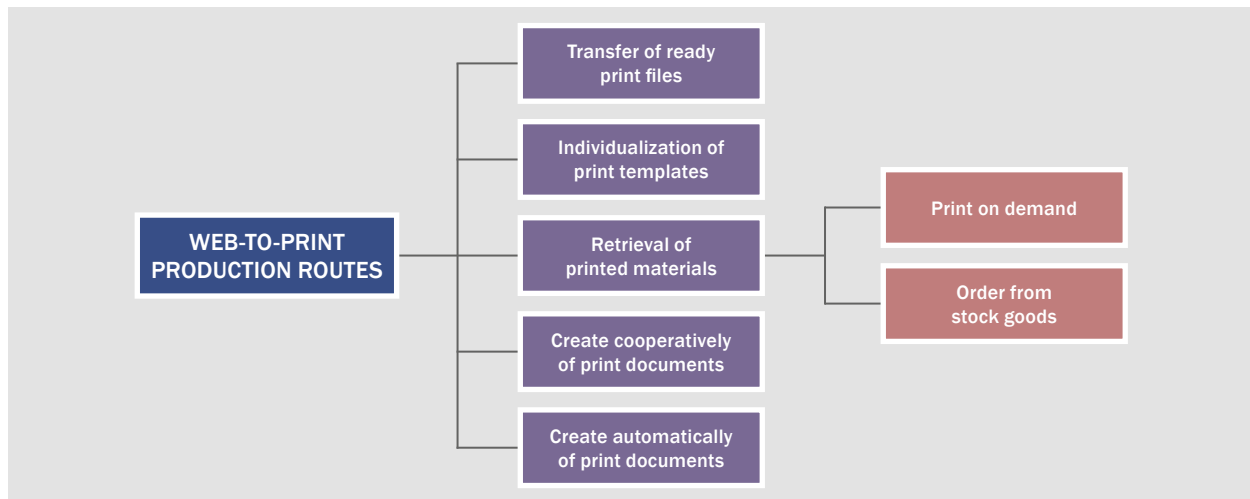 WEB-TO-PRINT
PRODUCTION ROUTES
Transfer of ready
print files
Individualization of
print templates
Retrieval of
printed materials
Create cooperatively
of print documents
Create automatically
of print documents
Print on demand
Order from
stock goods